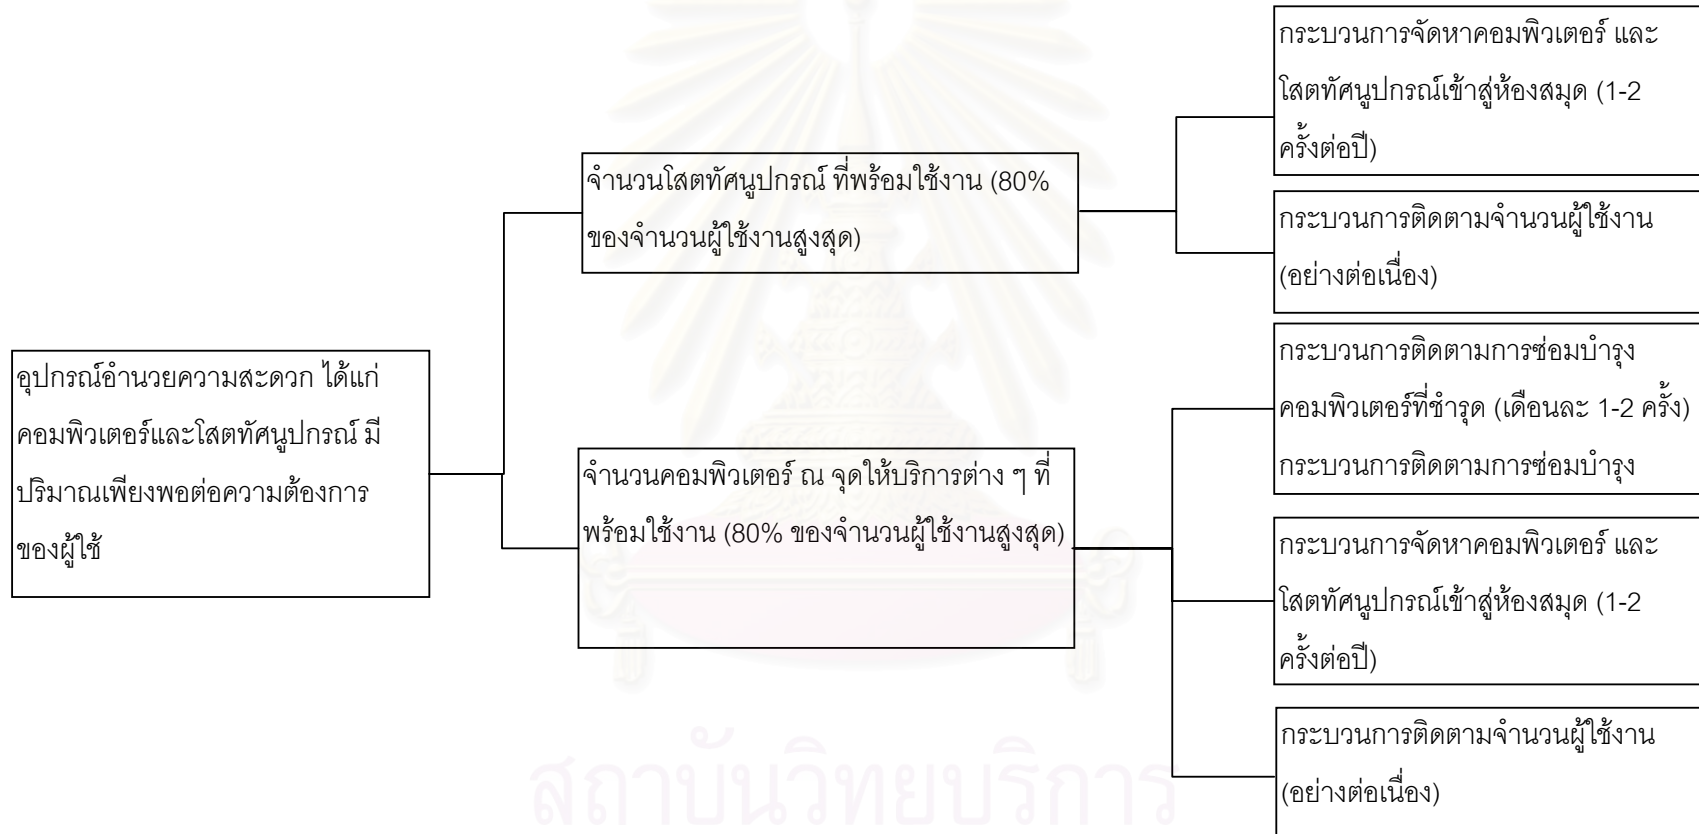 อุปกรณ์อำนวยความสะดวก ได้แก่
คอมพิวเตอร์และโสตทัศนูปกรณ์ มี
ปริมาณเพียงพอต่อความต้องการ
ของผู้ใช้
จำนวนโสตทัศนูปกรณ์ ที่พร้อมใช้งาน (80%
ของจำนวนผู้ใช้งานสูงสุด)
จำนวนคอมพิวเตอร์ ณ จุดให้บริการต่าง ๆ ที่
พร้อมใช้งาน (80% ของจำนวนผู้ใช้งานสูงสุด)
กระบวนการจัดหาคอมพิวเตอร์ และ
โสตทัศนูปกรณ์เข้าสู่ห้องสมุด (1-2
ครั้งต่อปี)
กระบวนการติดตามจำนวนผู้ใช้งาน
(อย่างต่อเนื่อง)
กระบวนการติดตามการซ่อมบำรุง
คอมพิวเตอร์ที่ชำรุด (เดือนละ 1-2 ครั้ง)
กระบวนการติดตามการซ่อมบำรุง
กระบวนการจัดหาคอมพิวเตอร์ และ
โสตทัศนูปกรณ์เข้าสู่ห้องสมุด (1-2
ครั้งต่อปี)
กระบวนการติดตามจำนวนผู้ใช้งาน
(อย่างต่อเนื่อง)
สถาบันวิทยบริการ